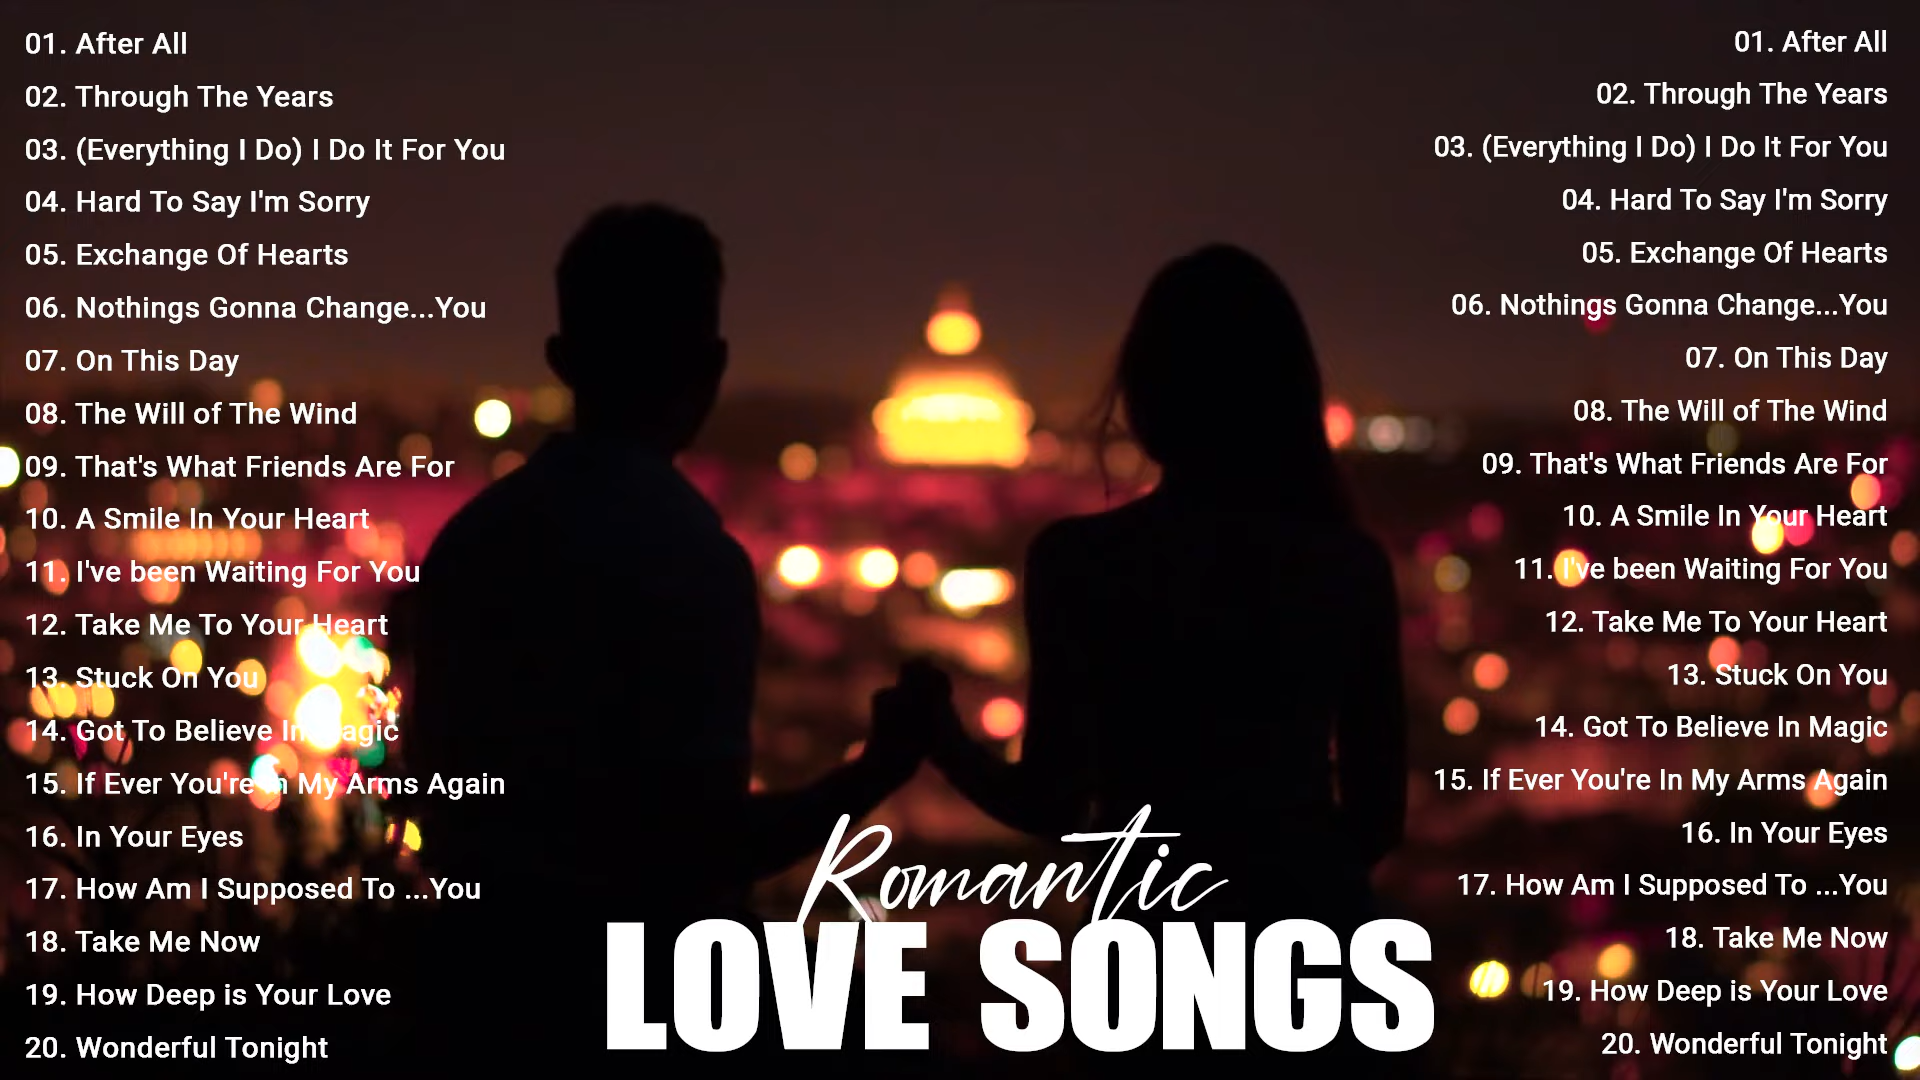 01. After All
02. Through The Years
03. (Everything I Do) I Do It For You
04. Hard To Say I'm Sorry
05. Exchange Of Hearts
06. Nothings Gonna Change...You
07. On This Day
08. The Will of The Wind
09. That's What Friends Are For
10. A Smile In Your Heart
11. I've been Waiting For You
12. Take Me To Your Heart
13. Stuck On You
14. Got To Believe In Magic
15. If Ever You're In My Arms Again
16. In Your Eyes
17. How Am I Supposed To ...You
18. Take Me Now
19. How Deep is Your Love
20. Wonderful Tonight
Romantic
LOVE SONGS
01. After All
02. Through The Years
03. (Everything I Do) I Do It For You
04. Hard To Say I'm Sorry
05. Exchange Of Hearts
06. Nothings Gonna Change...You
07. On This Day
08. The Will of The Wind
09. That's What Friends Are For
10. A Smile In Your Heart
11. I've been Waiting For You
12. Take Me To Your Heart
13. Stuck On You
14. Got To Believe In Magic
15. If Ever You're In My Arms Again
16. In Your Eyes
17. How Am I Supposed To ...You
18. Take Me Now
19. How Deep is Your Love
20. Wonderful Tonight